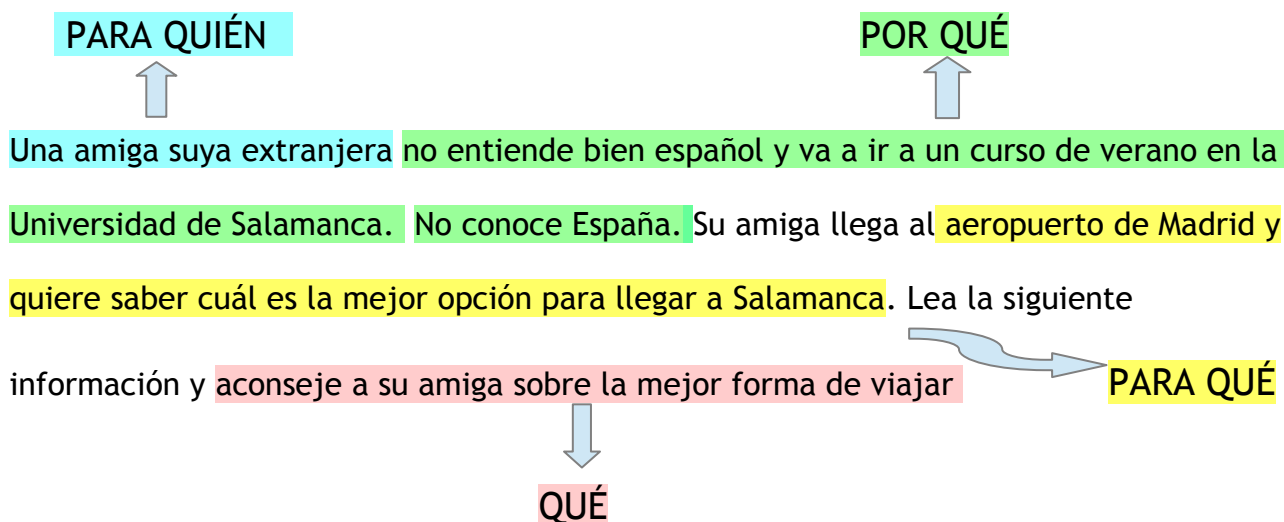 PARA QUIÉN POR QUÉ
Una amiga suya extranjera no entiende bien español y va a ir a un curso de verano en la
Universidad de Salamanca. No conoce España. Su amiga llega al aeropuerto de Madrid y
quiere saber cuál es la mejor opción para llegar a Salamanca. Lea la siguiente
información y aconseje a su amiga sobre la mejor forma de viajar PARA QUÉ
QUÉ